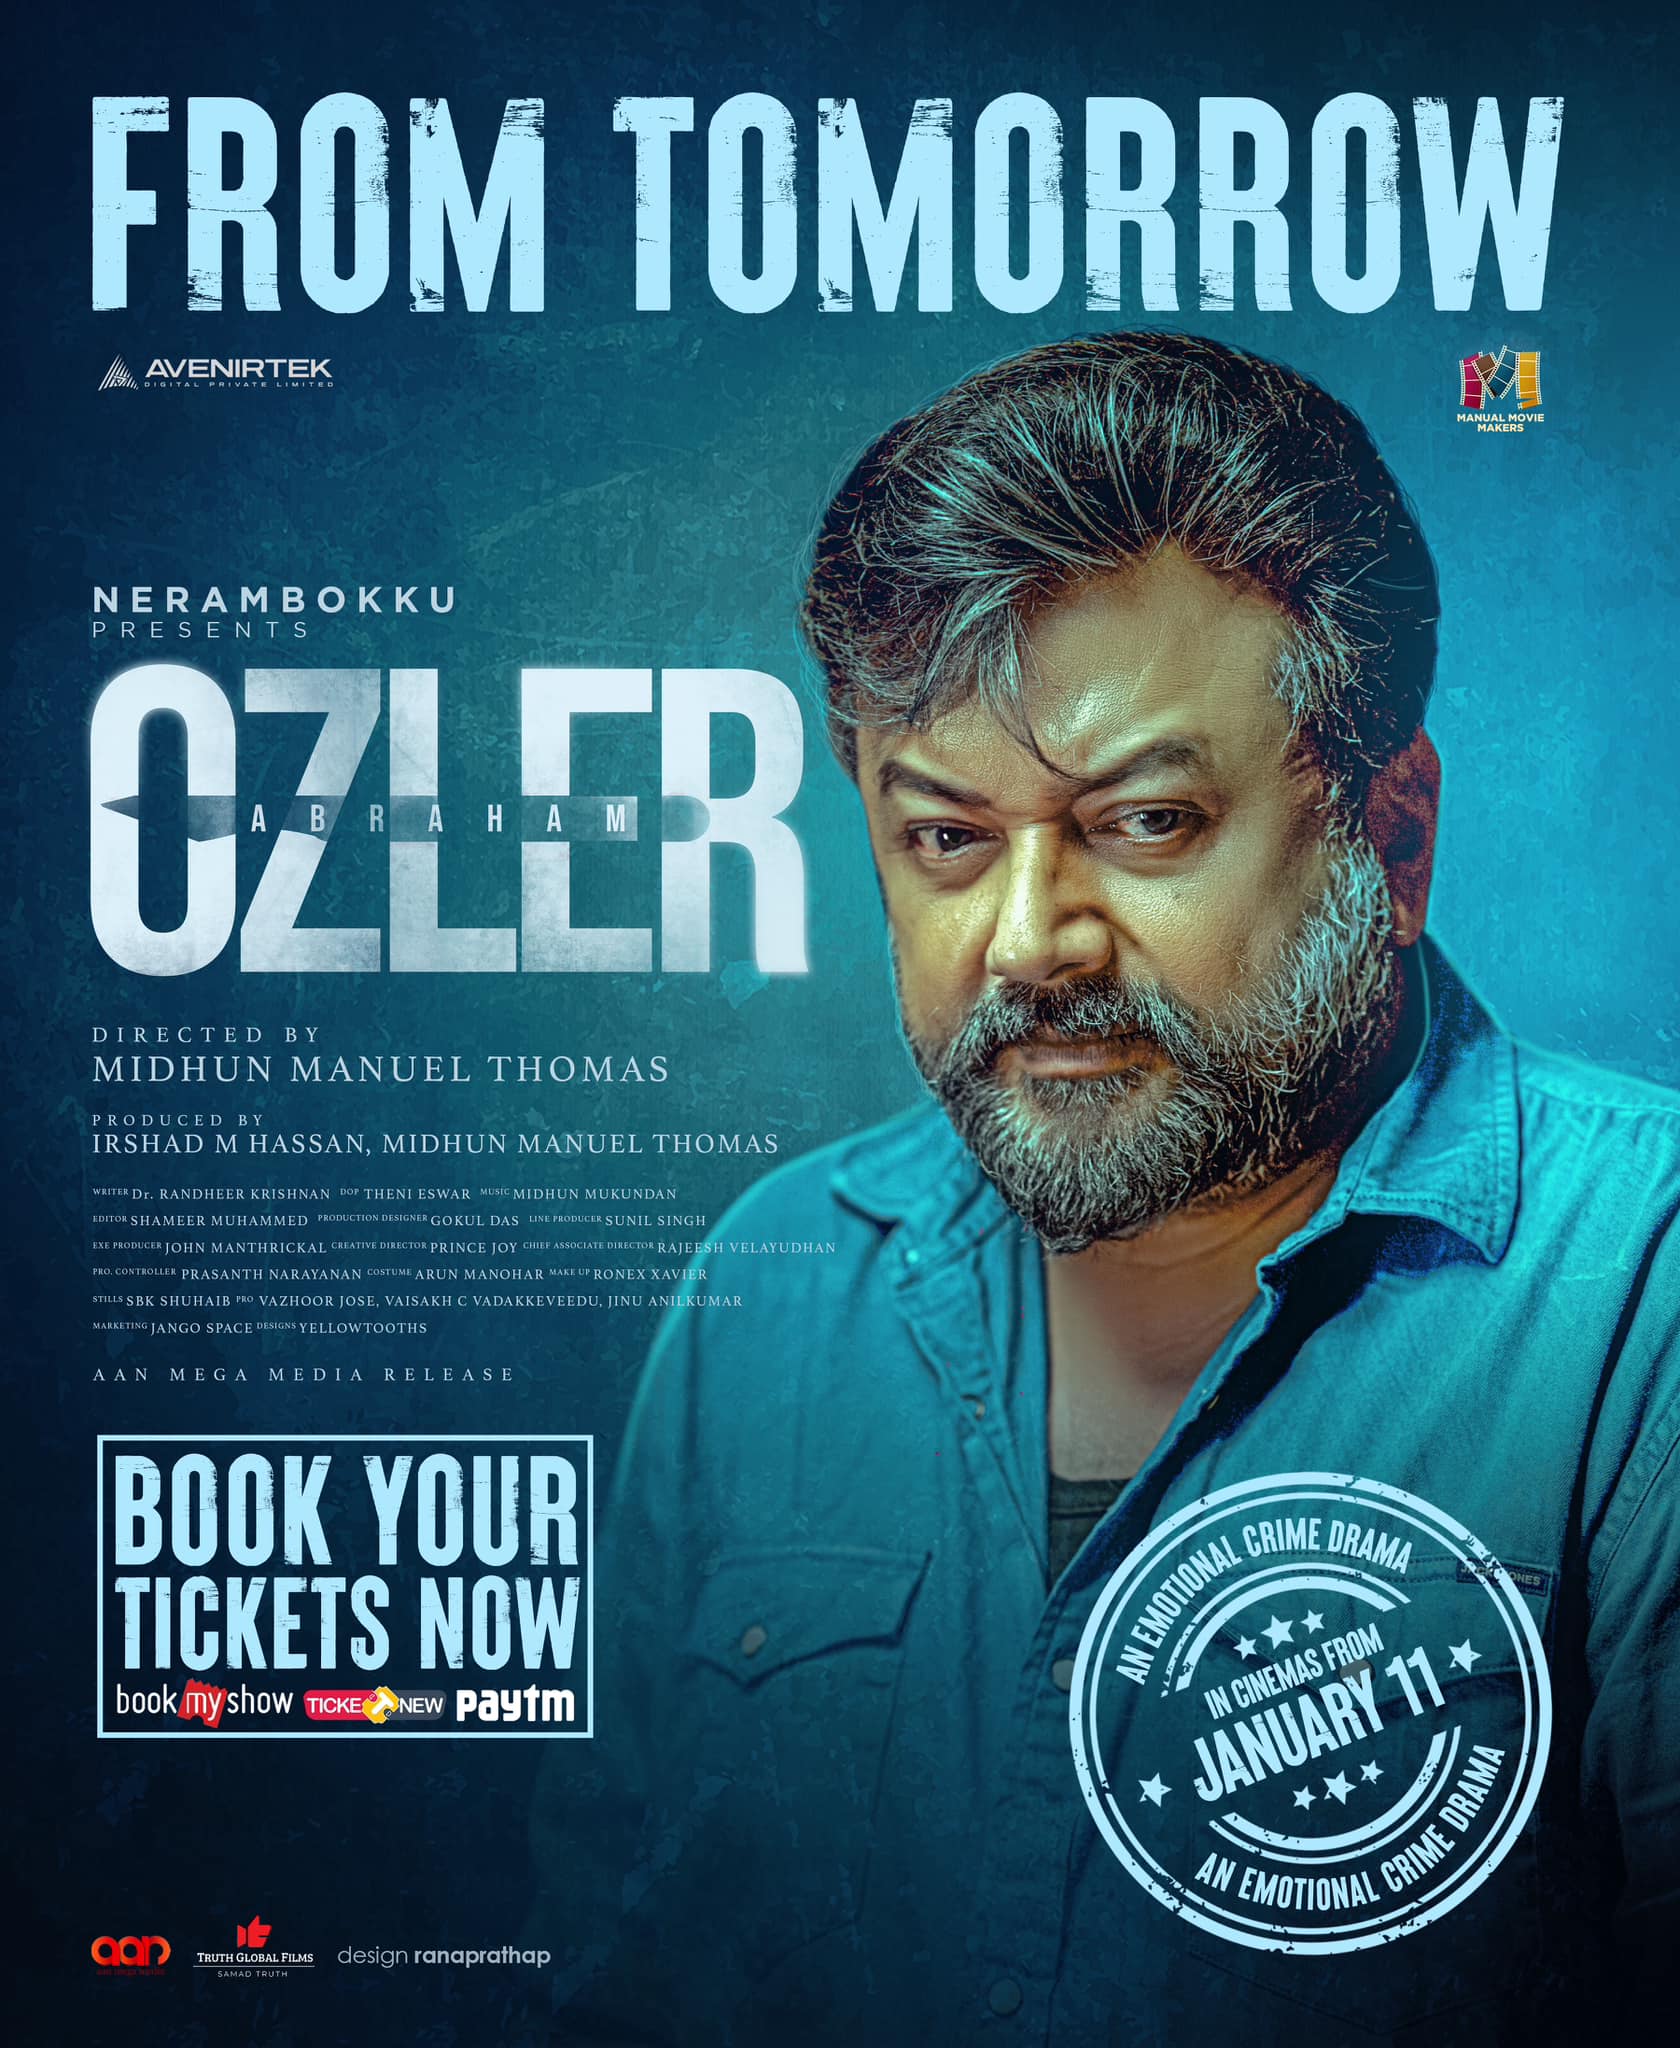 FROM TOMORROW
AVENIRTEK
DIGITAL PRIVATE LIMITED
MANUAL MOVIE
MAKERS
NERAMBOKKU
PRESENTS
OZLER
ABRAHAM
DIRECTED BY
MIDHUN MANUEL THOMAS
PRODUCED BY
IRSHAD M HASSAN, MIDHUN MANUEL THOMAS
WRITER Dr. RANDHEER KRISHNAN DOP THENI ESWAR MUSIC MIDHUN MUKUNDAN
EDITOR SHAMEER MUHAMMED PRODUCTION DESIGNER GOKUL DAS LINE PRODUCER SUNIL SINGH
EXE PRODUCER JOHN MANTHRICKAL CREATIVE DIRECTOR PRINCE JOY CHIEF ASSOCIATE DIRECTOR RAJEESH VELAYUDHAN
PRO. CONTROLLER PRASANTH NARAYANAN COSTUME ARUN MANOHAR MAKE UP RONEX XAVIER
STILLS SBK SHUHAIB PRO VAZHOOR JOSE, VAISAKH C VADAKKEVEEDU, JINU ANILKUMAR
MARKETING JANGO SPACE DESIGNS YELLOWTOOTHS
AAN MEGA MEDIA RELEASE
BOOK YOUR
TICKETS NOW
bookmyshow TICKETNEW paytm
AN EMOTIONAL CRIME DRAMA
JACK JONES
IN CINEMAS FROM
JANUARY 11
AN EMOTIONAL CRIME DRAMA
aan
TRUTH GLOBAL FILMS
SAMAD TRUTH
design ranaprathap